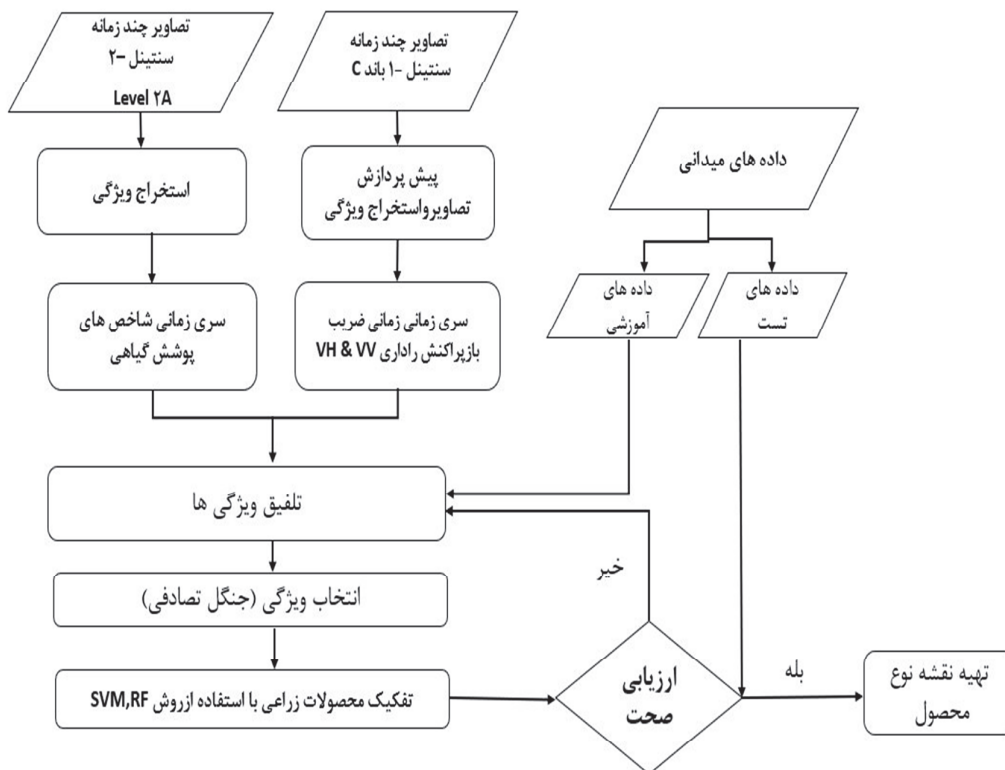 تصاویر چند زمانه
سنتینل –۲
Level ۲A
تصاویر چند زمانه
سنتینل -۱ باند C
داده های میدانی
استخراج ویژگی
پیش پردازش
تصاویرواستخراج ویژگی
داده های
آموزشی
داده های
تست
سری زمانی شاخص های
پوشش گیاهی
سری زمانی زمانی ضریب
بازپراکنش راداری VH & VV
تلفیق ویژگی ها
خیر
انتخاب ویژگی (جنگل تصادفی)
تفکیک محصولات زراعی با استفاده ازروش SVM,RF
ارزیابی
صحت
بله
تهیه نقشه نوع
محصول